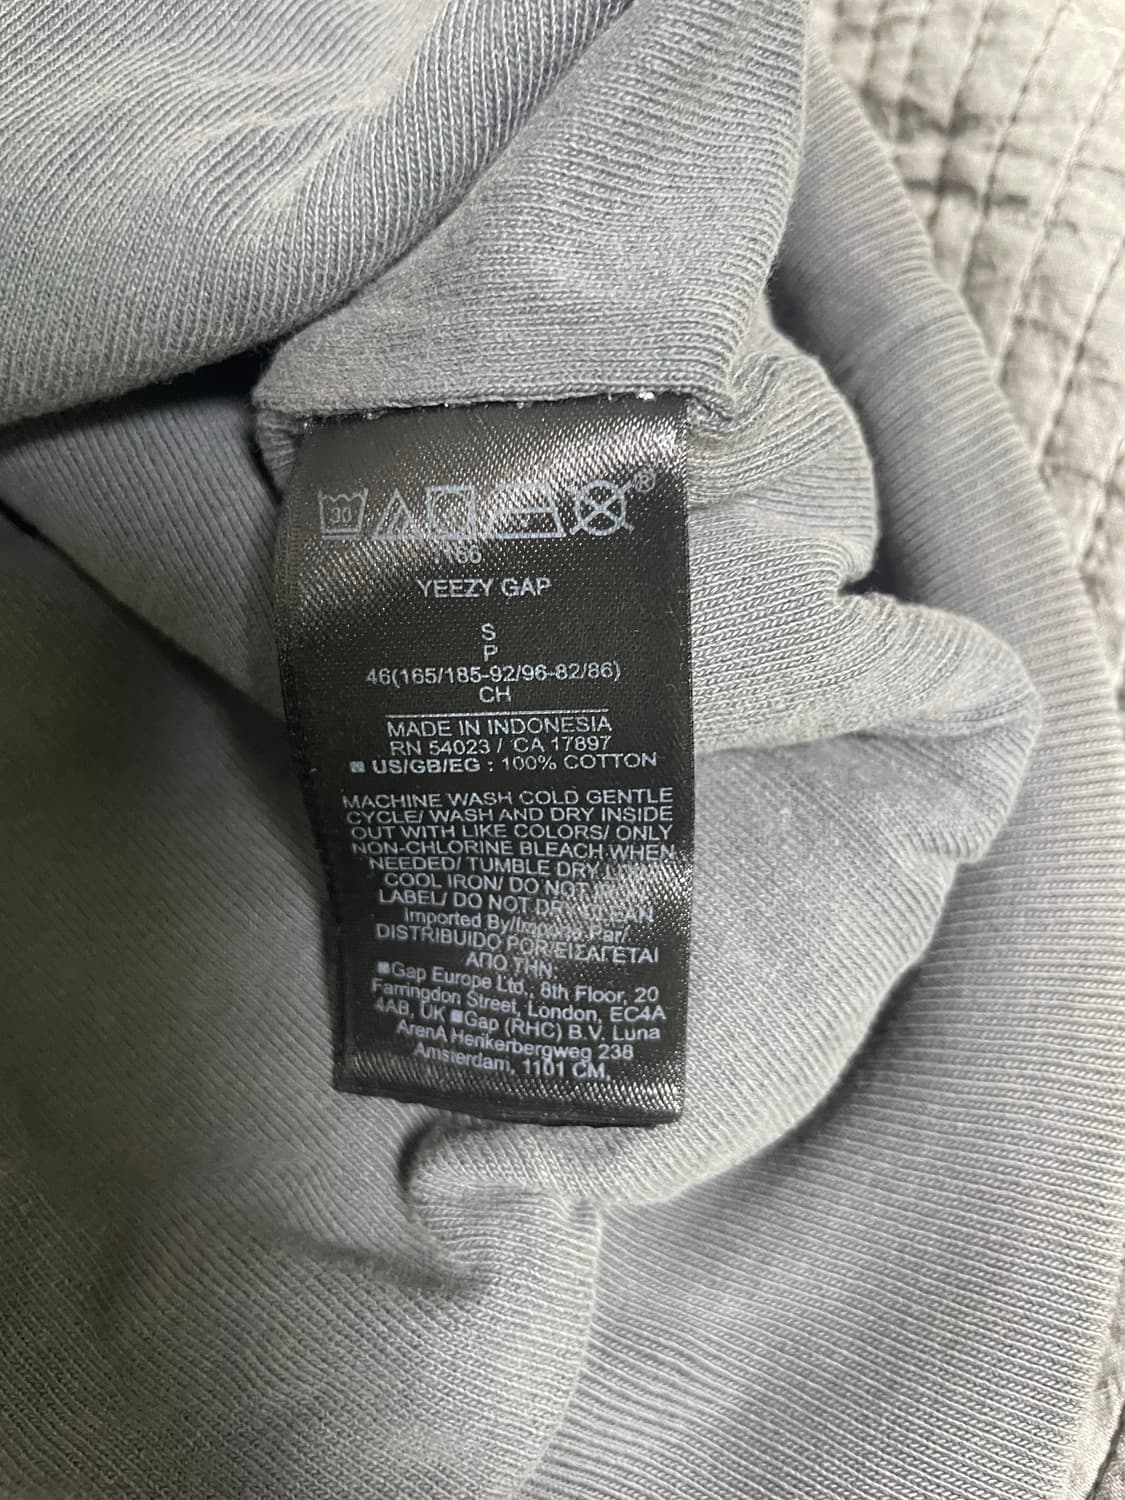 30
®
YEEZY GAP
S
P
46(165/185-92/96-82/86)
CH
MADE IN INDONESIA
RN 54023 / CA 17897
US/GB/EG : 100% COTTON
MACHINE WASH COLD GENTLE
CYCLE/ WASH AND DRY INSIDE
OUT WITH LIKE COLORS/ ONLY
NON-CHLORINE BLEACH WHEN
NEEDED/ TUMBLE DRY
COOL IRON/ DO NOT
LABEL/ DO NOT DRY CLEAN
Imported By/Importé Par/
DISTRIBUIDO POR/ΕΙΣΑΓΕΤΑΙ
ΑΠΟ ΤΗΝ:
Gap Europe Ltd., 8th Floor, 20
Farringdon Street, London, EC4A
4AB, UK Gap (RHC) B.V. Luna
ArenA Herikerbergweg 238
Amsterdam, 1101 CM,